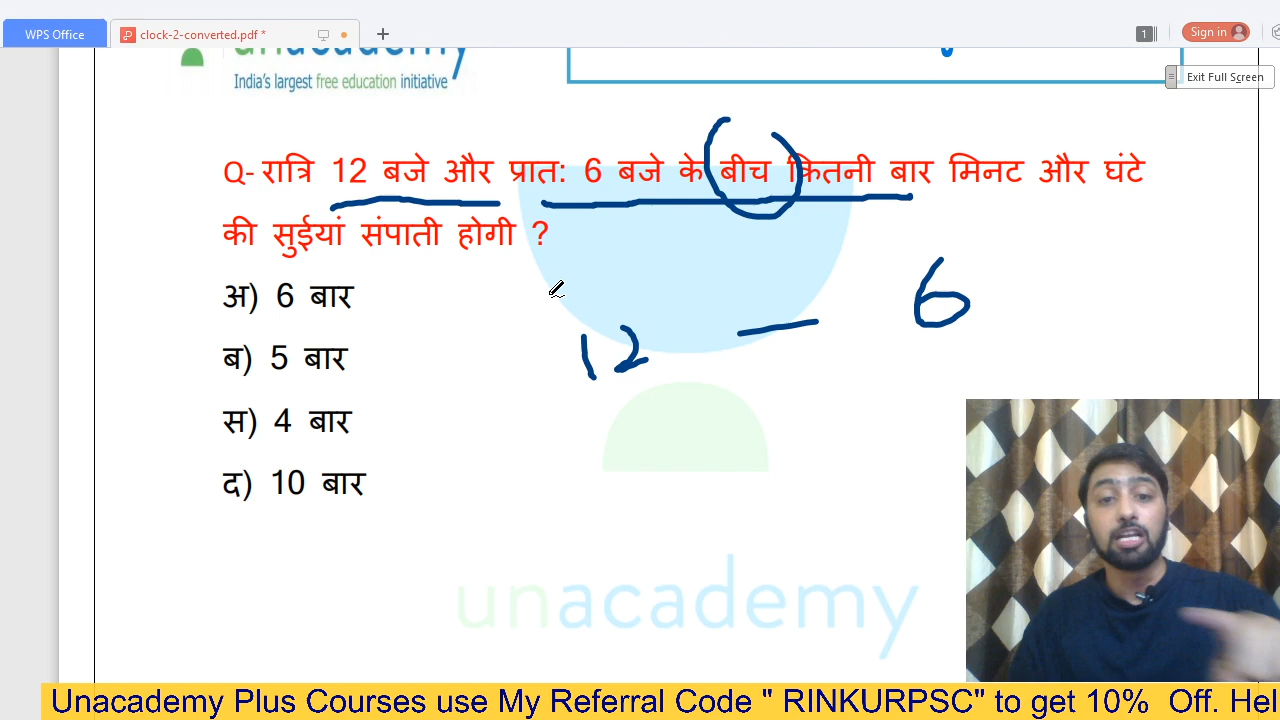 WPS Office
clock-2-converted.pdf *
1
Sign in
unacademy
India's largest free education initiative
Exit Full Screen
Q- रात्रि 12 बजे और प्रात: 6 बजे के बीच कितनी बार मिनट और घंटे
की सुईयां संपाती होगी ?
अ) 6 बार
6
12
ब) 5 बार
स) 4 बार
द) 10 बार
unacademy
Unacademy Plus Courses use My Referral Code " RINKURPSC" to get 10% Off. Hel